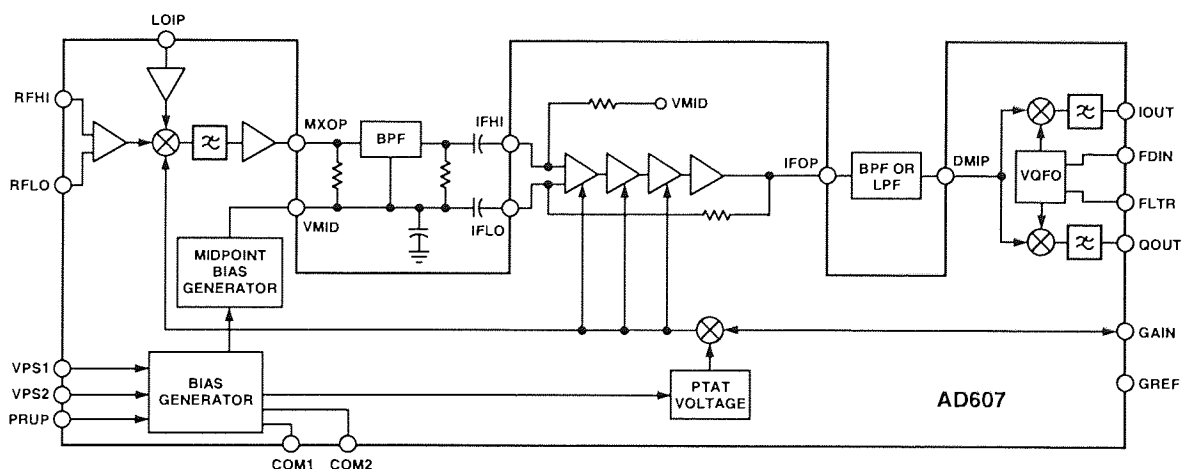 LOIP
RFHI
RFLO
MXOP
BPF
IFHI
VMID
IFLO
VMID
MIDPOINT
BIAS
GENERATOR
IFOP
BPF OR
LPF
DMIP
VQFO
IOUT
FDIN
FLTR
QOUT
GAIN
GREF
VPS1
VPS2
PRUP
BIAS
GENERATOR
PTAT
VOLTAGE
AD607
COM1
COM2